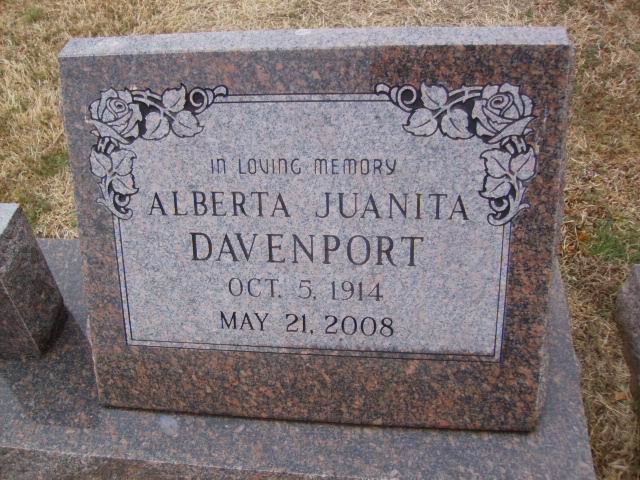 IN LOVING MEMORY
ALBERTA JUANITA
DAVENPORT
OCT. 5, 1914
MAY 21, 2008